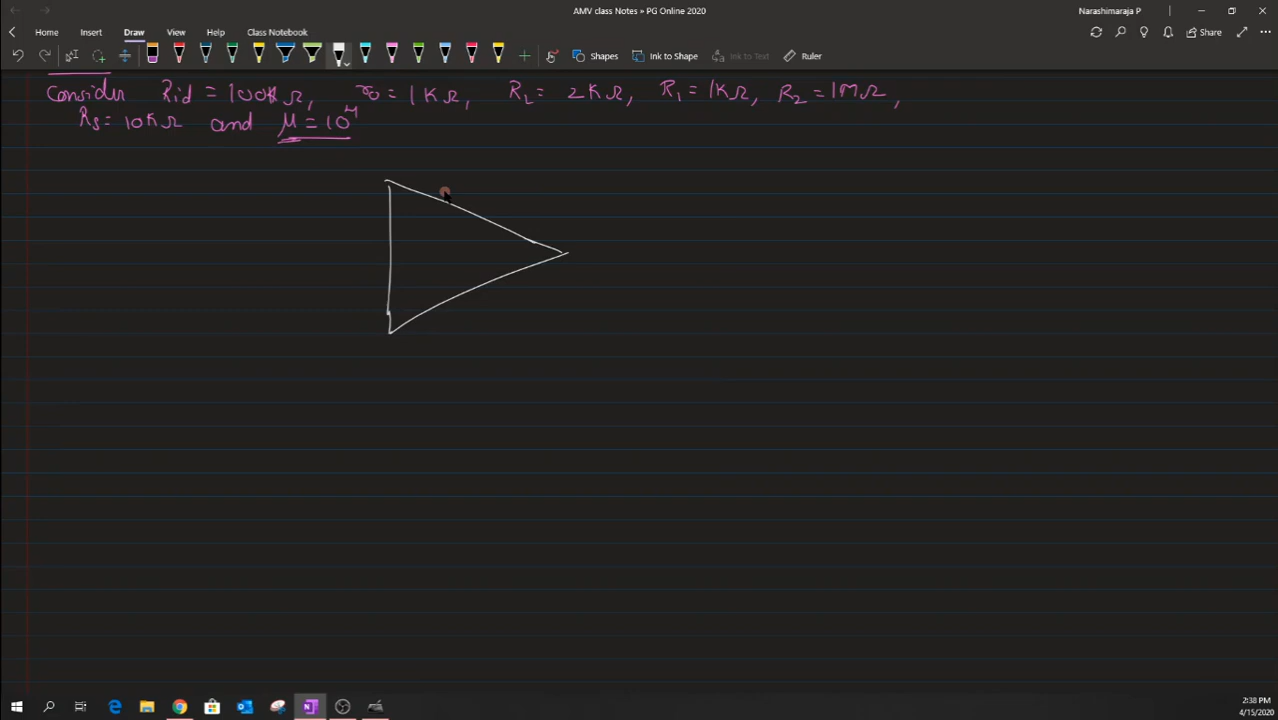 AMV class Notes » PG Online 2020
Narashimaraja P
Home Insert Draw View Help Class Notebook
Shapes Ink to Shape Ink to Text Ruler Share
Consider Rid = 100KΩ, ro = 1KΩ, RL = 2KΩ, R1 = 1KΩ, R2 = 1MΩ,
Rs = 10KΩ and μ = 10^4
2:38 PM
4/15/2020